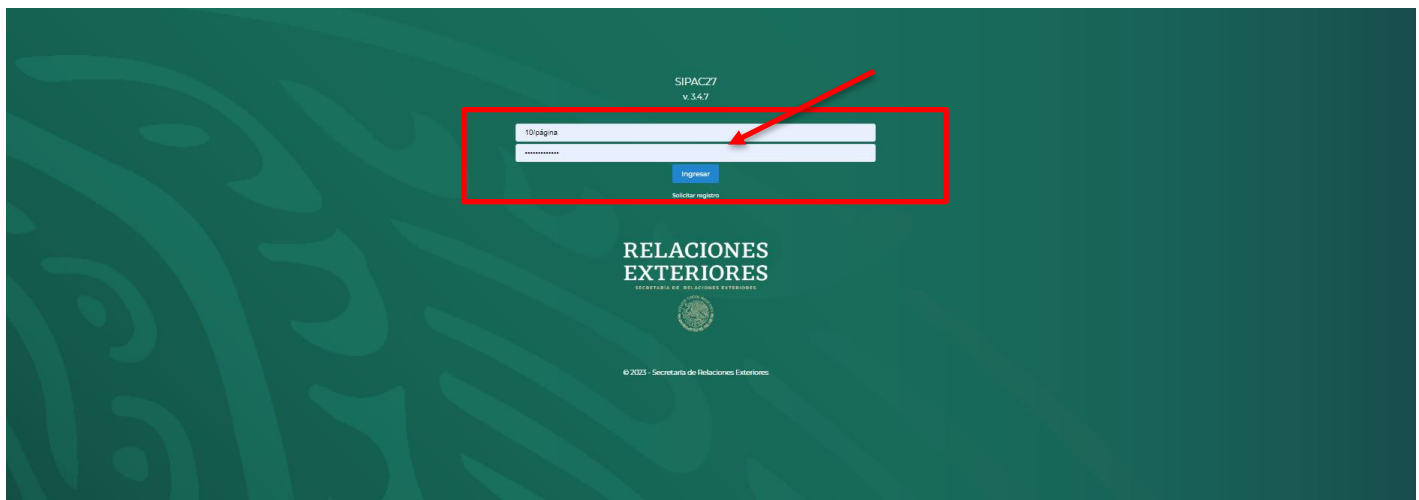 SIPAC27
v. 3.4.7
10/página
•••••••••••••
Ingresar
Solicitar registro
RELACIONES
EXTERIORES
SECRETARÍA DE RELACIONES EXTERIORES
© 2023 - Secretaría de Relaciones Exteriores